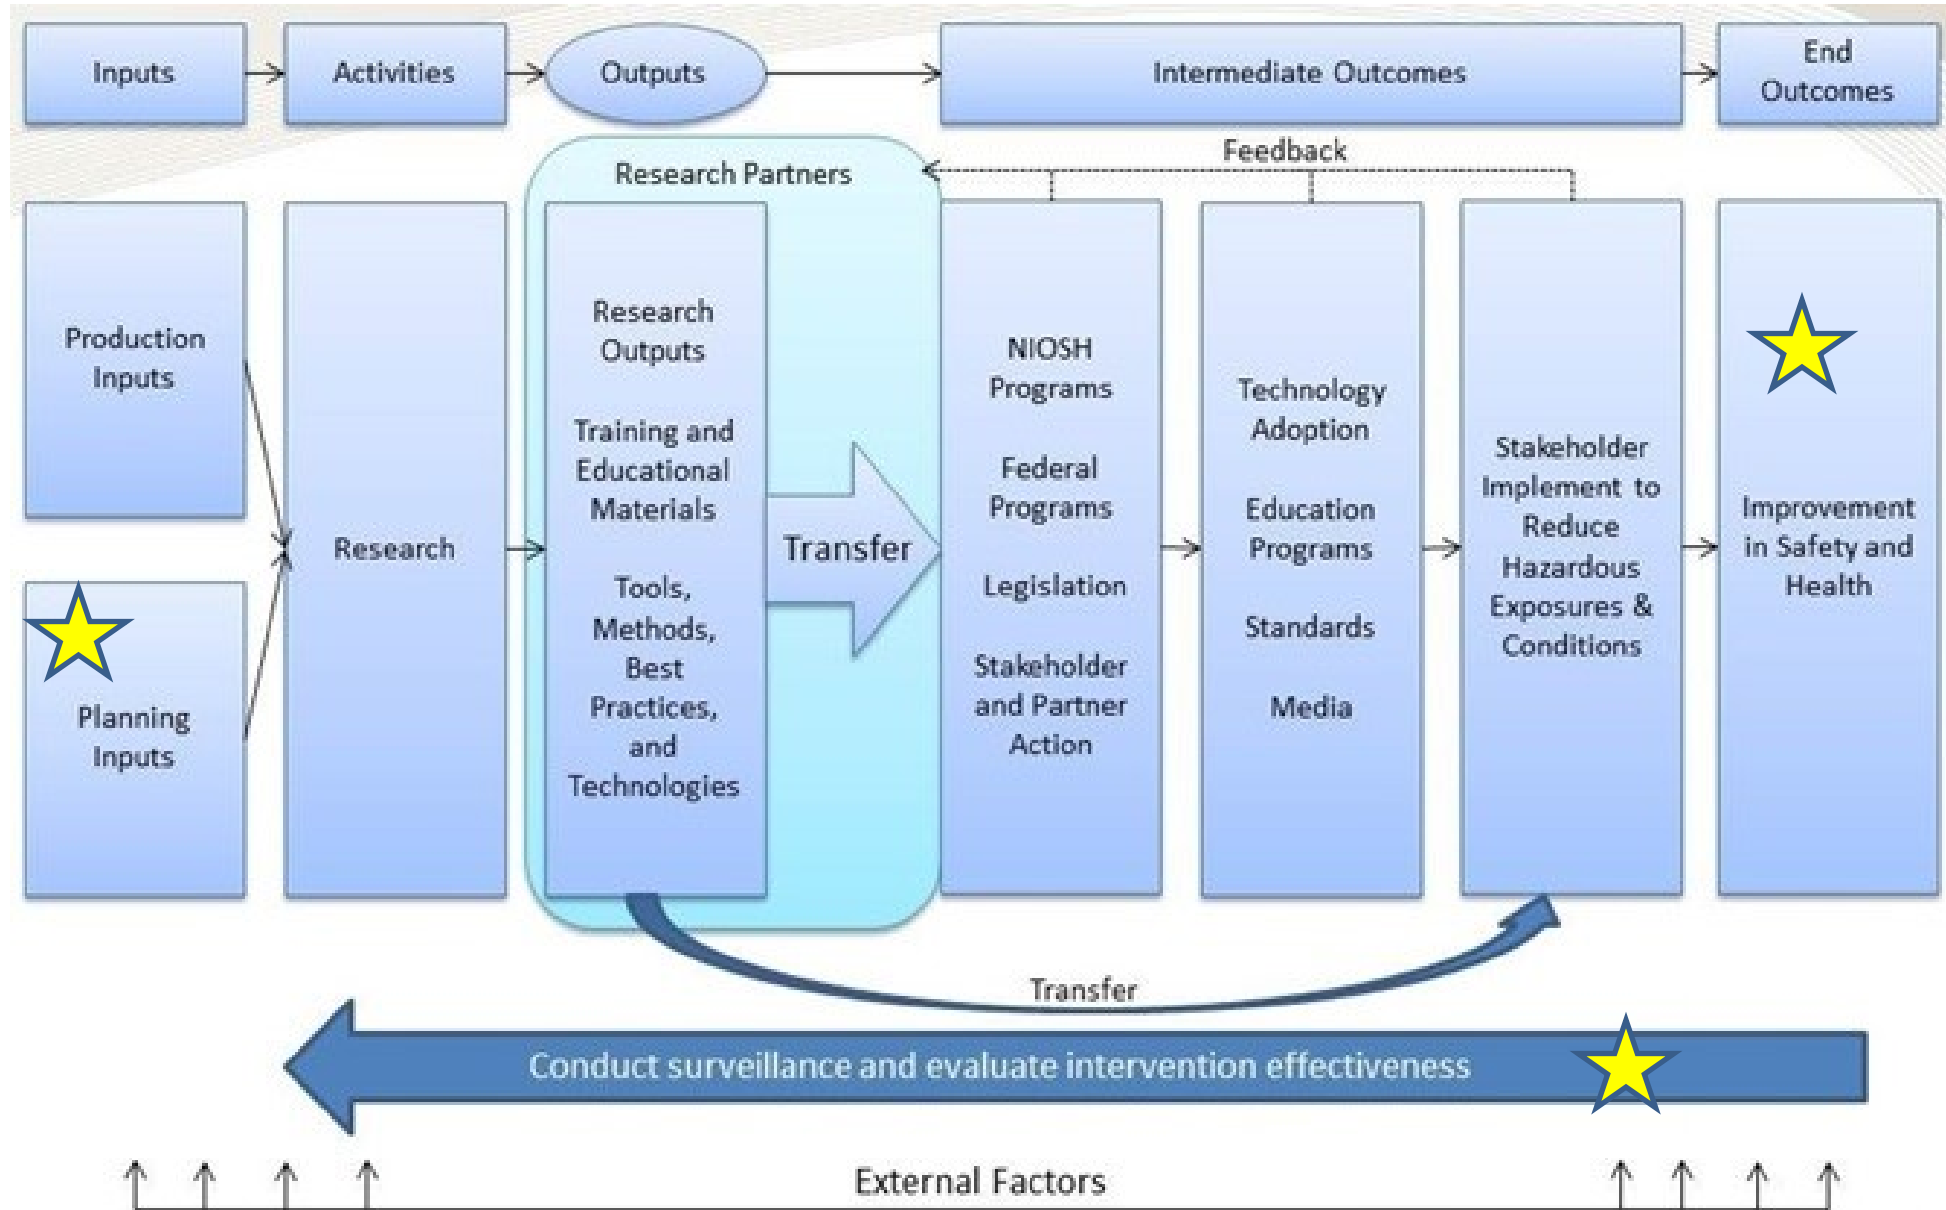 Inputs
Activities
Outputs
Intermediate Outcomes
End
Outcomes
Feedback
Research Partners
Production
Inputs
Planning
Inputs
Research
Research
Outputs
Training and
Educational
Materials
Tools,
Methods,
Best
Practices,
and
Technologies
Transfer
NIOSH
Programs
Federal
Programs
Legislation
Stakeholder
and Partner
Action
Technology
Adoption
Education
Programs
Standards
Media
Stakeholder
Implement to
Reduce
Hazardous
Exposures &
Conditions
Improvement
in Safety and
Health
Transfer
Conduct surveillance and evaluate intervention effectiveness
External Factors